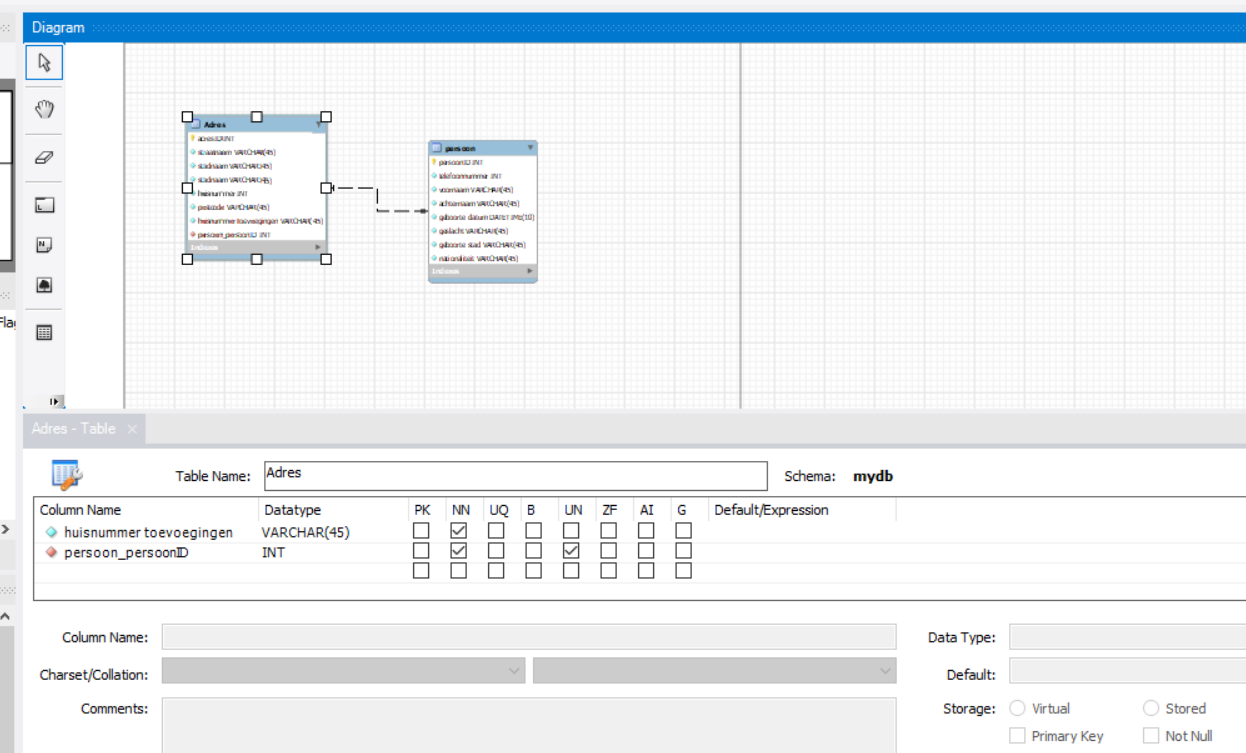 Diagram
Adres
adresID INT
straatnaam VARCHAR(45)
stadnaam VARCHAR(45)
stadnaam VARCHAR(45)
huisnummer INT
postcode VARCHAR(45)
huisnummer toevoegingen VARCHAR(45)
persoon_persoonID INT
Indexes
persoon
persoonID INT
telefoonnummer INT
voornaam VARCHAR(45)
achternaam VARCHAR(45)
geboorte datum DATETIME(10)
geslacht VARCHAR(45)
geboorte stad VARCHAR(45)
nationaliteit VARCHAR(45)
Indexes
Adres - Table
Table Name: Adres Schema: mydb
Column Name Datatype PK NN UQ B UN ZF AI G Default/Expression
huisnummer toevoegingen VARCHAR(45)
persoon_persoonID INT
Column Name: Data Type:
Charset/Collation: Default:
Comments: Storage: Virtual Stored
Primary Key Not Null